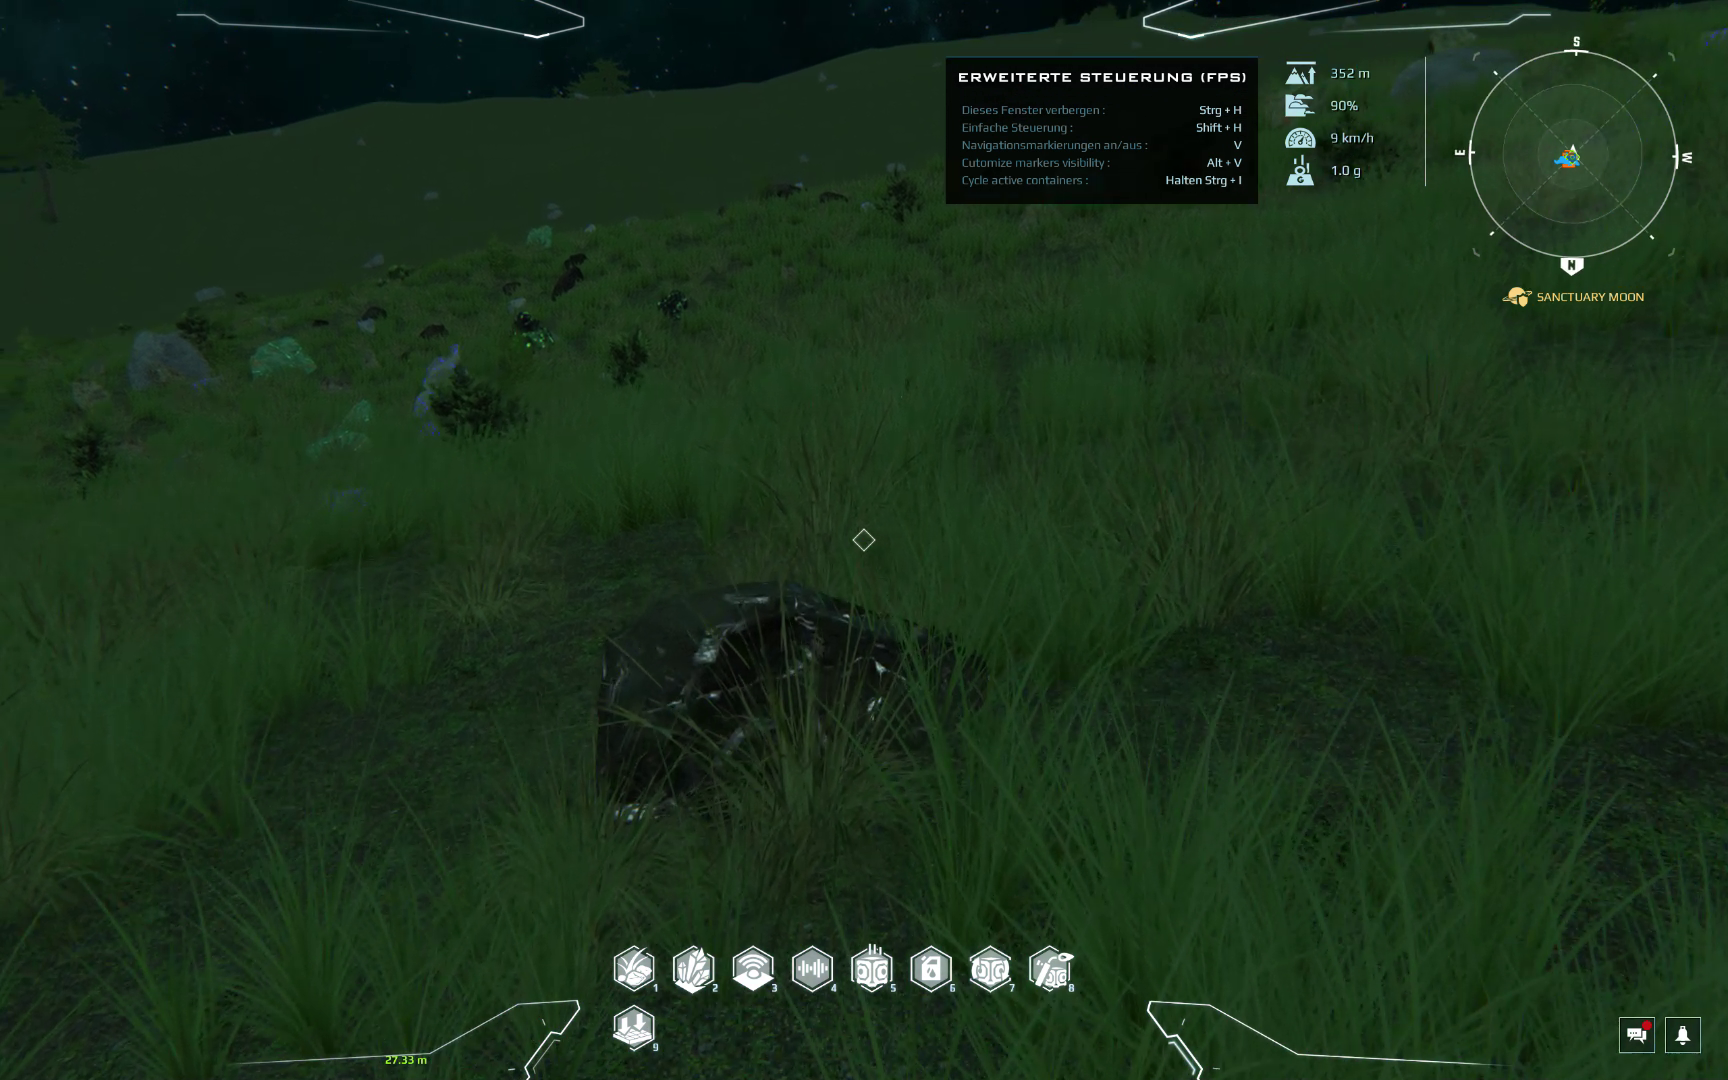 ERWEITERTE STEUERUNG (FPS)
Dieses Fenster verbergen : Strg + H
Einfache Steuerung : Shift + H
Navigationsmarkierungen an/aus : V
Cutomize markers visibility : Alt + V
Cycle active containers : Halten Strg + I
352 m
90%
9 km/h
G 1.0 g
S
E
W
N
SANCTUARY MOON
1
2
3
4
5
6
7
8
9
27.33 m